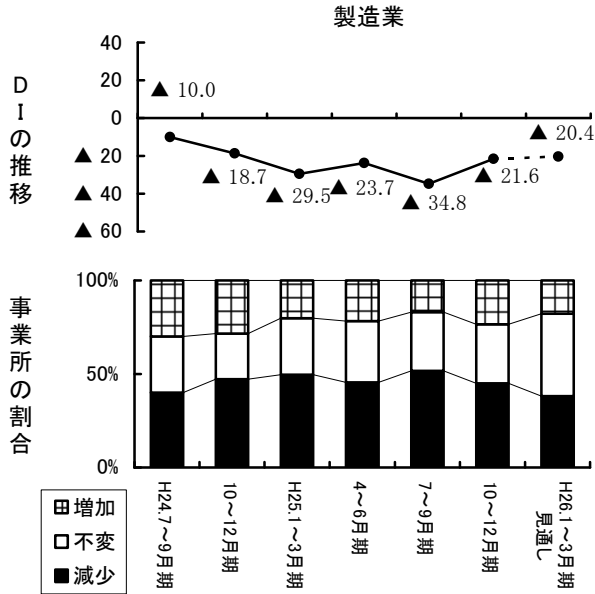 製造業
DIの推移
40
20
0
▲ 20
▲ 40
▲ 60
▲ 10.0
▲ 18.7
▲ 29.5
▲ 23.7
▲ 34.8
▲ 21.6
▲ 20.4
事業所の割合
100%
50%
0%
H24.7～9月期
10～12月期
H25.1～3月期
4～6月期
7～9月期
10～12月期
H26.1～3月期
見通し
増加
不変
減少